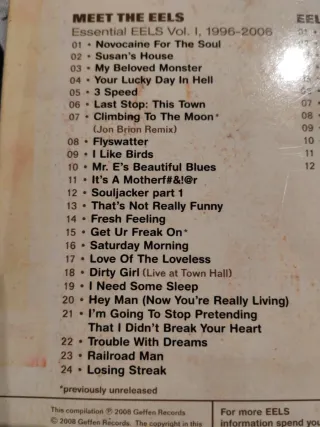 MEET THE EELS
Essential EELS Vol. I, 1996–2006
01 • Novocaine For The Soul
02 • Susan's House
03 • My Beloved Monster
04 • Your Lucky Day In Hell
05 • 3 Speed
06 • Last Stop: This Town
07 • Climbing To The Moon*
(Jon Brion Remix)
08 • Flyswatter
09 • I Like Birds
10 • Mr. E's Beautiful Blues
11 • It's A Motherf#&!@r
12 • Souljacker part 1
13 • That's Not Really Funny
14 • Fresh Feeling
15 • Get Ur Freak On*
16 • Saturday Morning
17 • Love Of The Loveless
18 • Dirty Girl (Live at Town Hall)
19 • I Need Some Sleep
20 • Hey Man (Now You're Really Living)
21 • I'm Going To Stop Pretending
That I Didn't Break Your Heart
22 • Trouble With Dreams
23 • Railroad Man
24 • Losing Streak
*previously unreleased
This compilation ℗ 2008 Geffen Records
© 2008 Geffen Records. The copyright in this
For more EELS
information